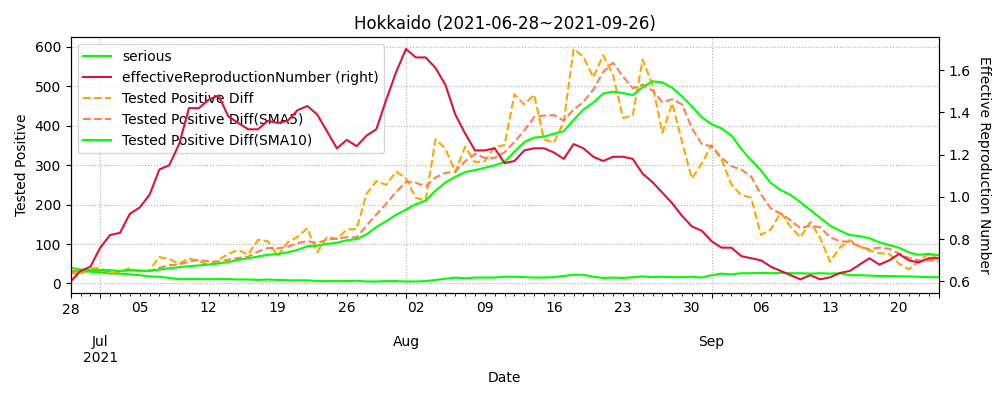 Hokkaido (2021-06-28~2021-09-26)
serious
effectiveReproductionNumber (right)
Tested Positive Diff
Tested Positive Diff(SMA5)
Tested Positive Diff(SMA10)
Tested Positive
600
500
400
300
200
100
0
Effective Reproduction Number
1.6
1.4
1.2
1.0
0.8
0.6
28 05 12 19 26 02 09 16 23 30 06 13 20
Jul Aug Sep
2021
Date